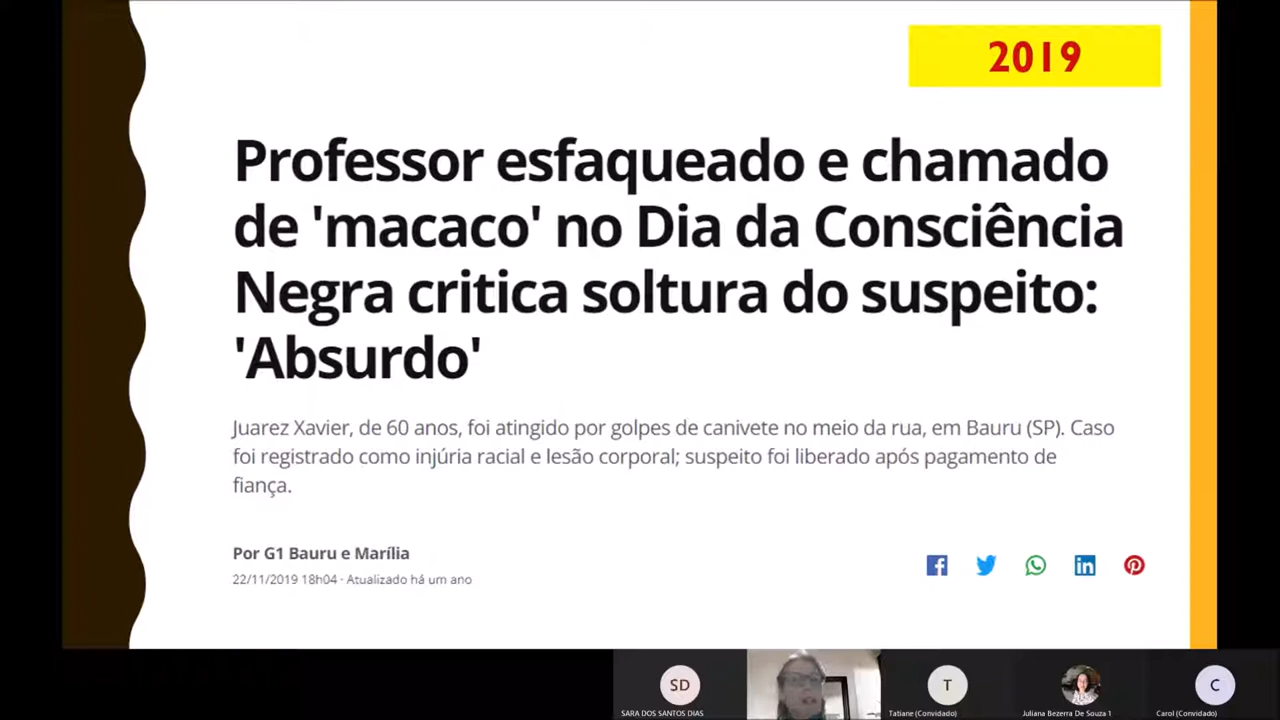 2019
Professor esfaqueado e chamado
de 'macaco' no Dia da Consciência
Negra critica soltura do suspeito:
'Absurdo'
Juarez Xavier, de 60 anos, foi atingido por golpes de canivete no meio da rua, em Bauru (SP). Caso
foi registrado como injúria racial e lesão corporal; suspeito foi liberado após pagamento de
fiança.
Por G1 Bauru e Marília
22/11/2019 18h04 · Atualizado há um ano
SD
T
C
SARA DOS SANTOS DIAS
Tatiane (Convidado)
Juliana Bezerra De Souza 1
Carol (Convidado)